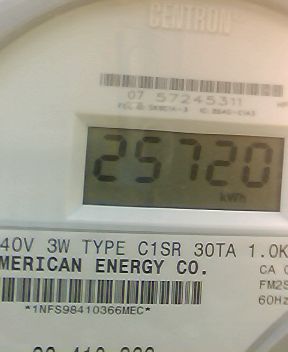 CENTRON
07 57245311
25720
kWh
40V 3W TYPE C1SR 30TA 1.0K
MERICAN ENERGY CO.
CA 0
FM2S
60Hz
*1NFS98410366MEC*